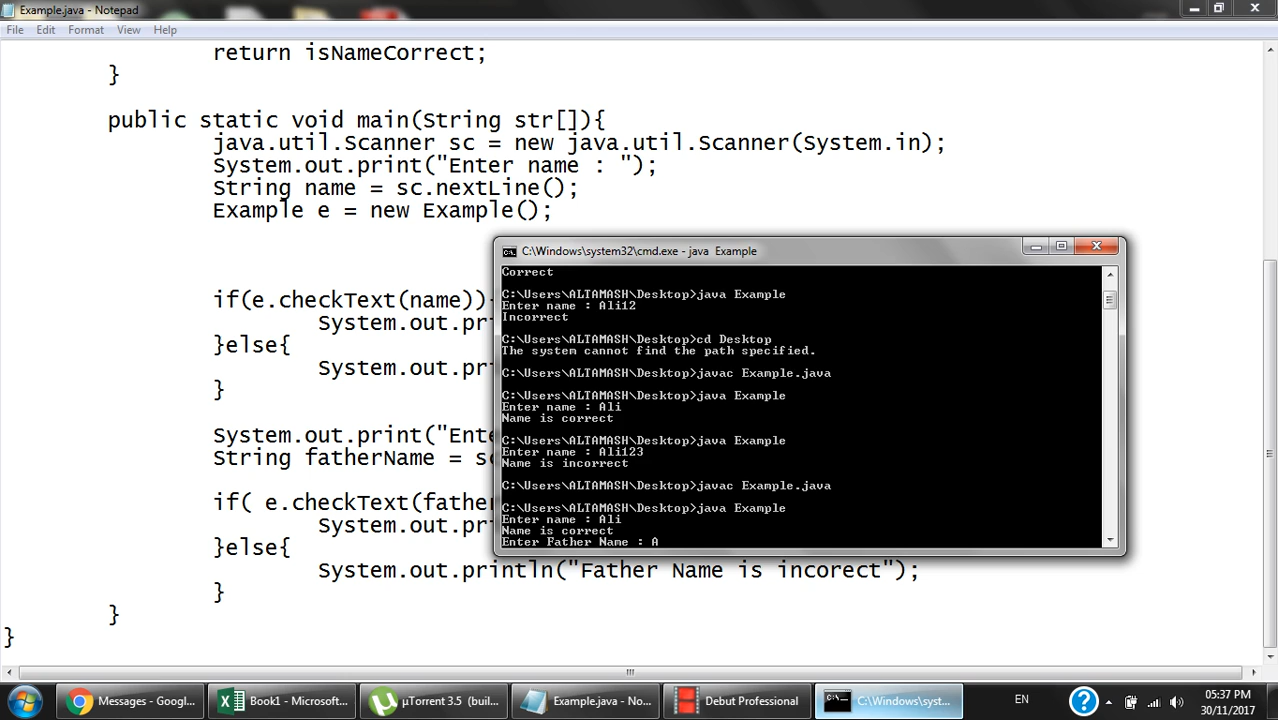 Example.java - Notepad
File Edit Format View Help
return isNameCorrect;
}
public static void main(String str[]){
java.util.Scanner sc = new java.util.Scanner(System.in);
System.out.print("Enter name : ");
String name = sc.nextLine();
Example e = new Example();
if(e.checkText(name))
System.out.pr
}else{
System.out.pr
}
System.out.print("Ent
String fatherName = s
if( e.checkText(father
System.out.pr
}else{
System.out.println("Father Name is incorect");
}
}
}
C:\Windows\system32\cmd.exe - java Example
Correct
C:\Users\ALTAMASH\Desktop>java Example
Enter name : Ali12
Incorrect
C:\Users\ALTAMASH\Desktop>cd Desktop
The system cannot find the path specified.
C:\Users\ALTAMASH\Desktop>javac Example.java
C:\Users\ALTAMASH\Desktop>java Example
Enter name : Ali
Name is correct
C:\Users\ALTAMASH\Desktop>java Example
Enter name : Ali123
Name is incorrect
C:\Users\ALTAMASH\Desktop>javac Example.java
C:\Users\ALTAMASH\Desktop>java Example
Enter name : Ali
Name is correct
Enter Father Name : A
Messages - Googl... Book1 - Microsoft... µTorrent 3.5 (buil... Example.java - No... Debut Professional C:\Windows\syst... EN 05:37 PM
30/11/2017